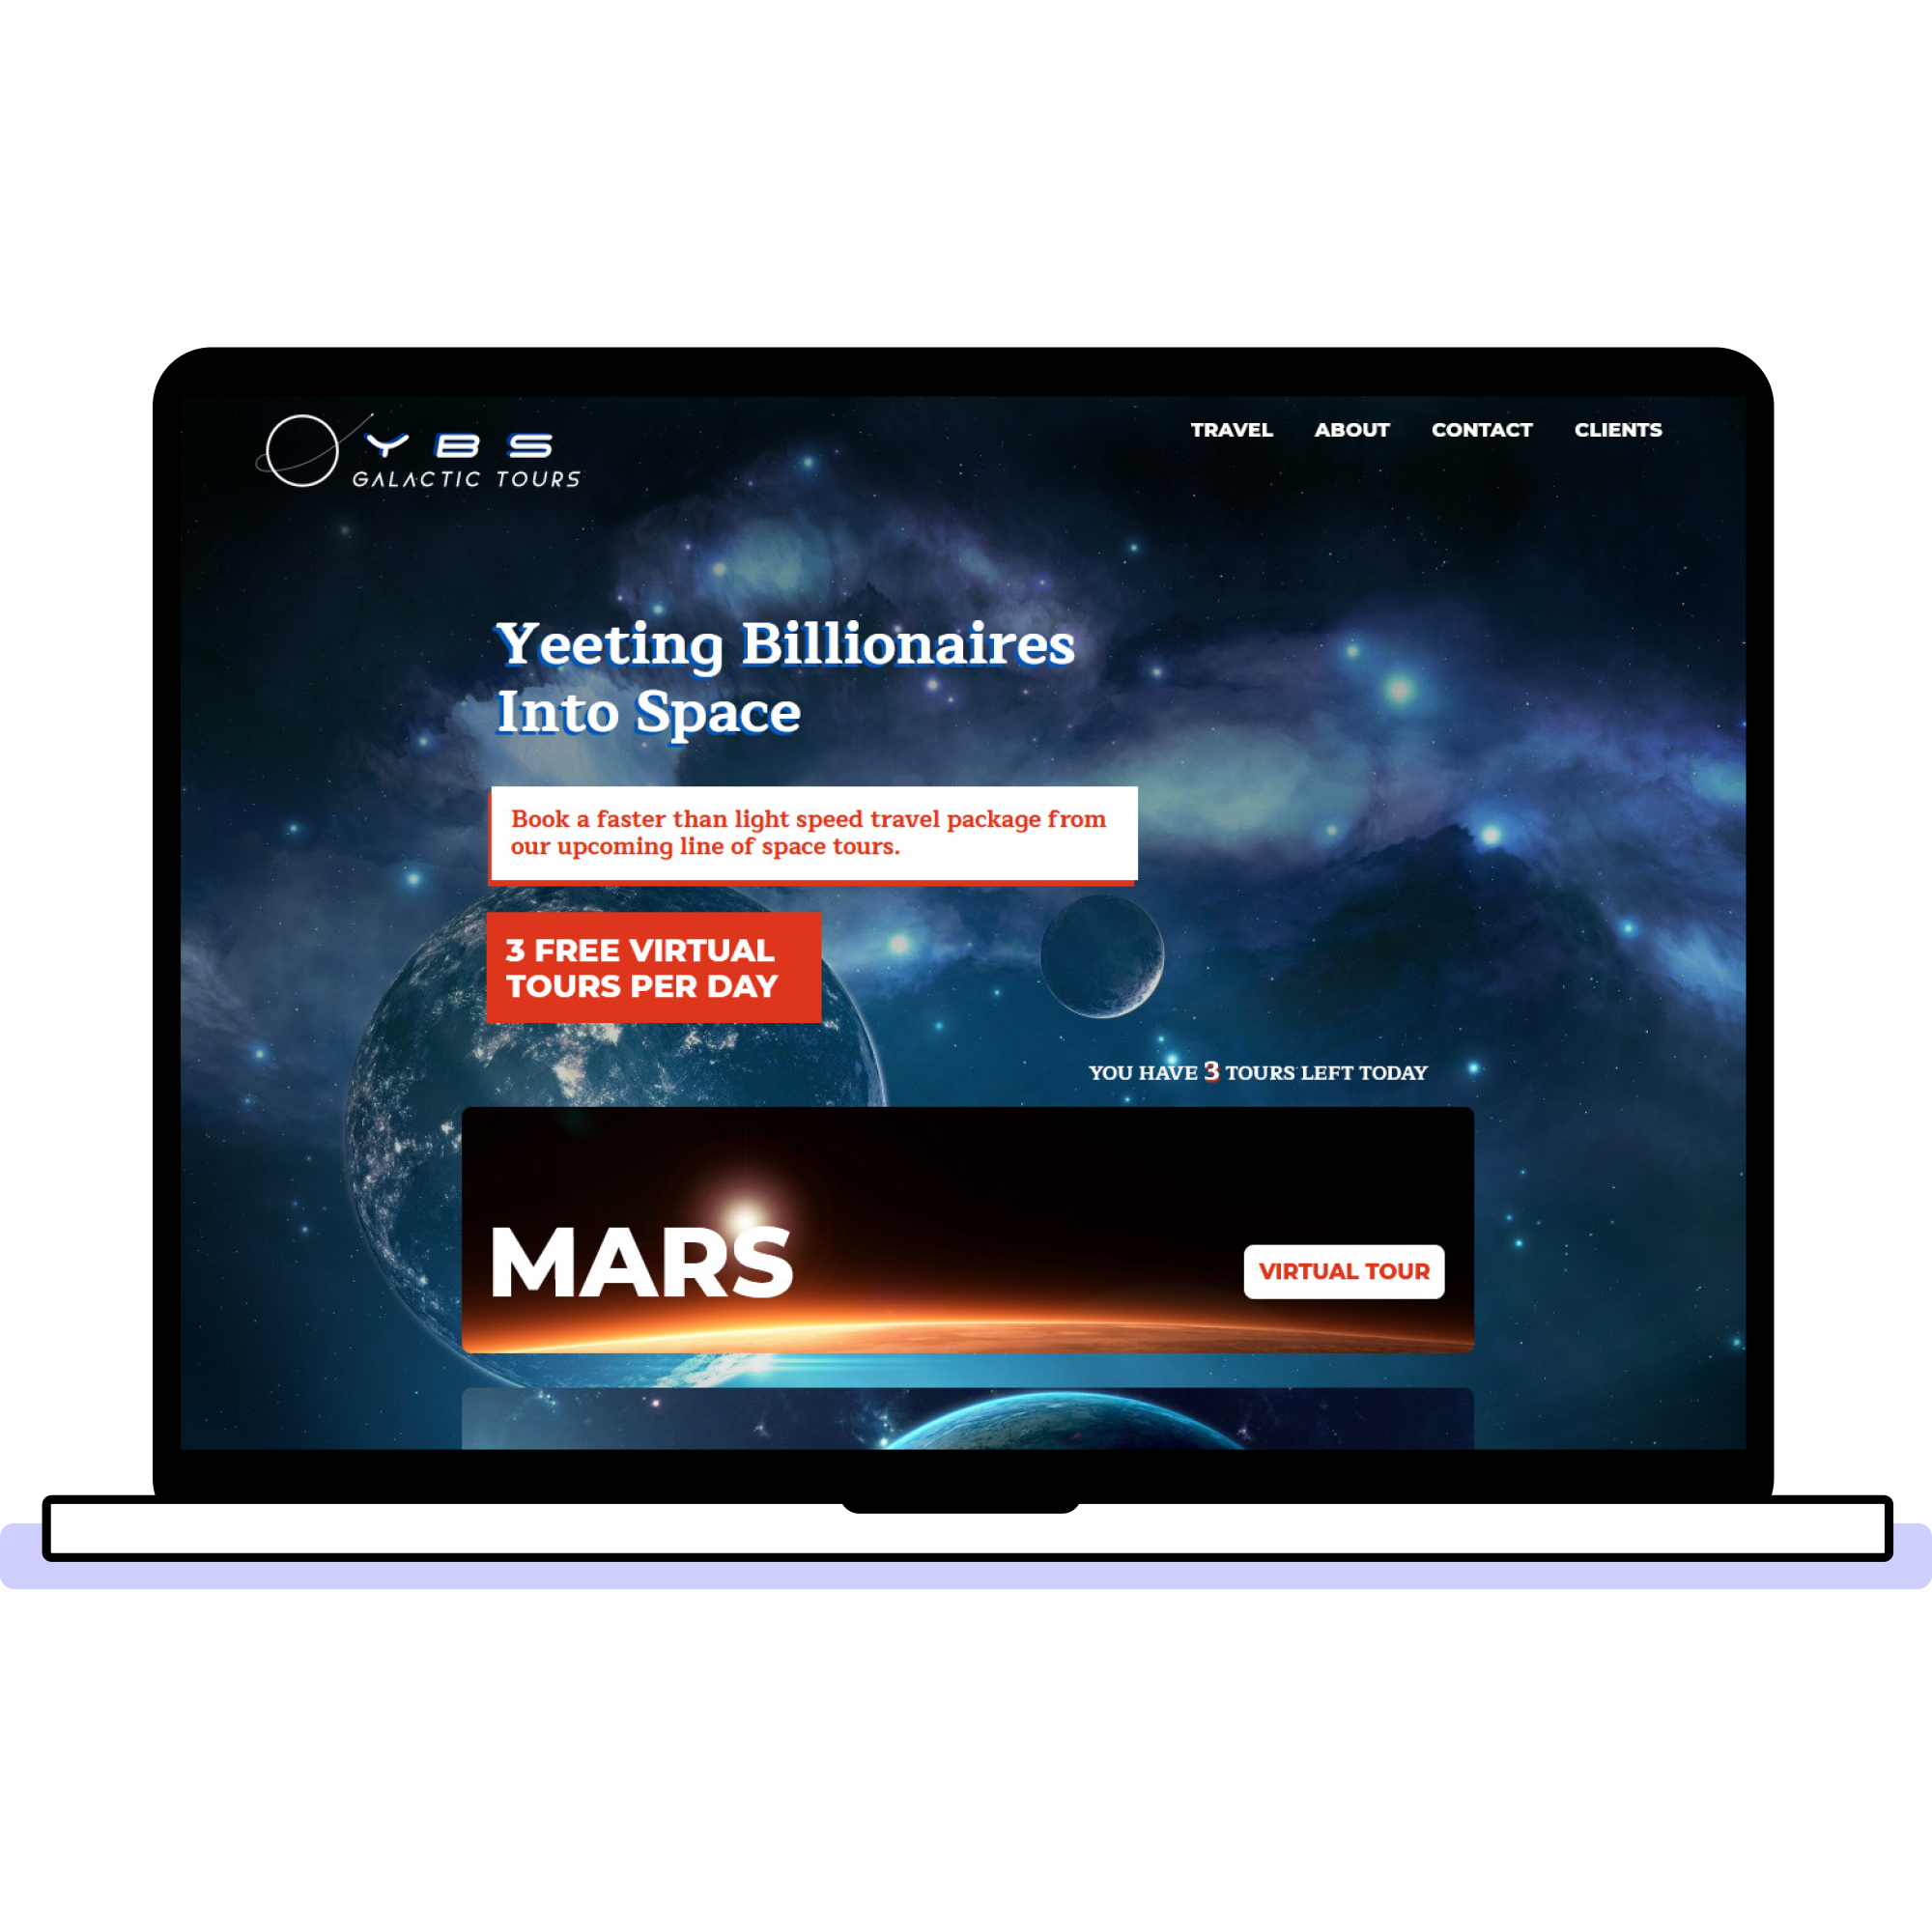 YBS
GALACTIC TOURS
TRAVEL ABOUT CONTACT CLIENTS
Yeeting Billionaires
Into Space
Book a faster than light speed travel package from
our upcoming line of space tours.
3 FREE VIRTUAL
TOURS PER DAY
YOU HAVE 3 TOURS LEFT TODAY
MARS
VIRTUAL TOUR